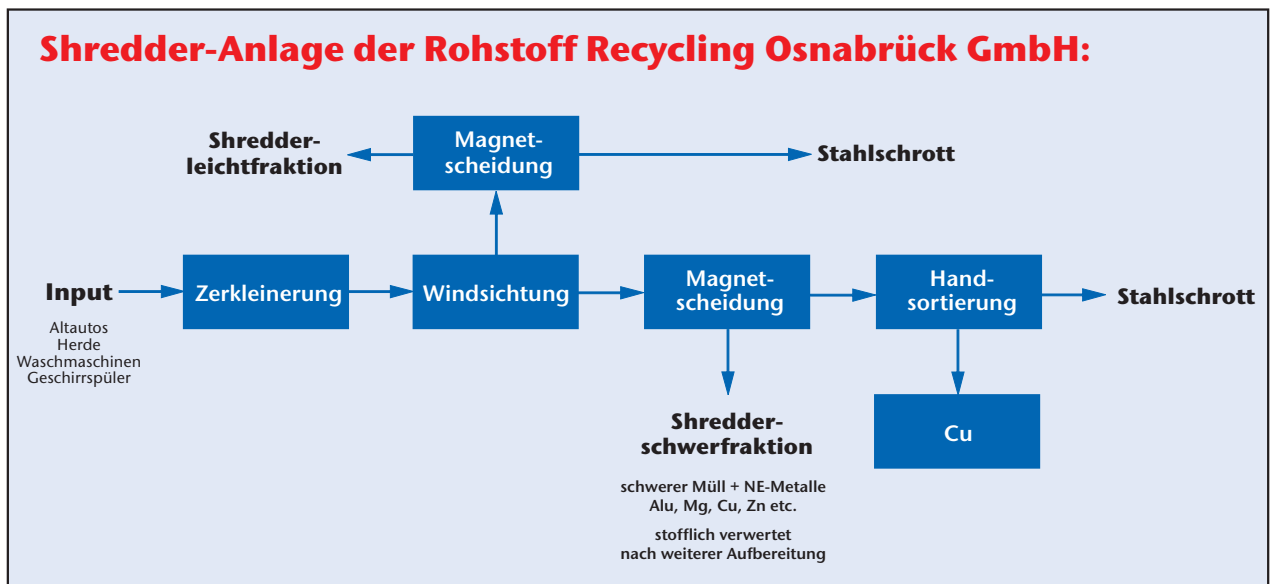 Shredder-Anlage der Rohstoff Recycling Osnabrück GmbH:
Shredder-
leichtfraktion
Magnet-
scheidung
Stahlschrott
Input
Altautos
Herde
Waschmaschinen
Geschirrspüler
Zerkleinerung
Windsichtung
Magnet-
scheidung
Hand-
sortierung
Stahlschrott
Shredder-
schwerfraktion
schwerer Müll + NE-Metalle
Alu, Mg, Cu, Zn etc.
stofflich verwertet
nach weiterer Aufbereitung
Cu